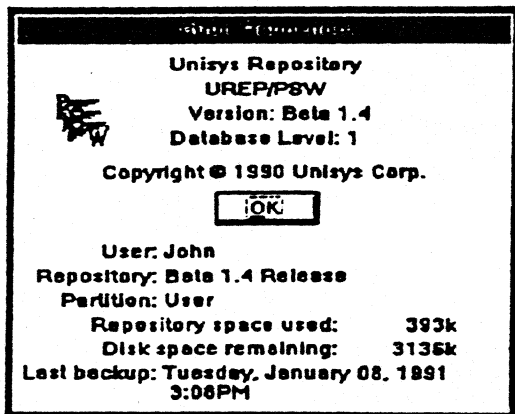 Unisys Repository
UREP/PSW
Version: Beta 1.4
Database Level: 1
Copyright © 1990 Unisys Corp.
OK
User: John
Repository: Beta 1.4 Release
Partition: User
Repository space used: 393k
Disk space remaining: 3136k
Last backup: Tuesday, January 08, 1991
3:06PM